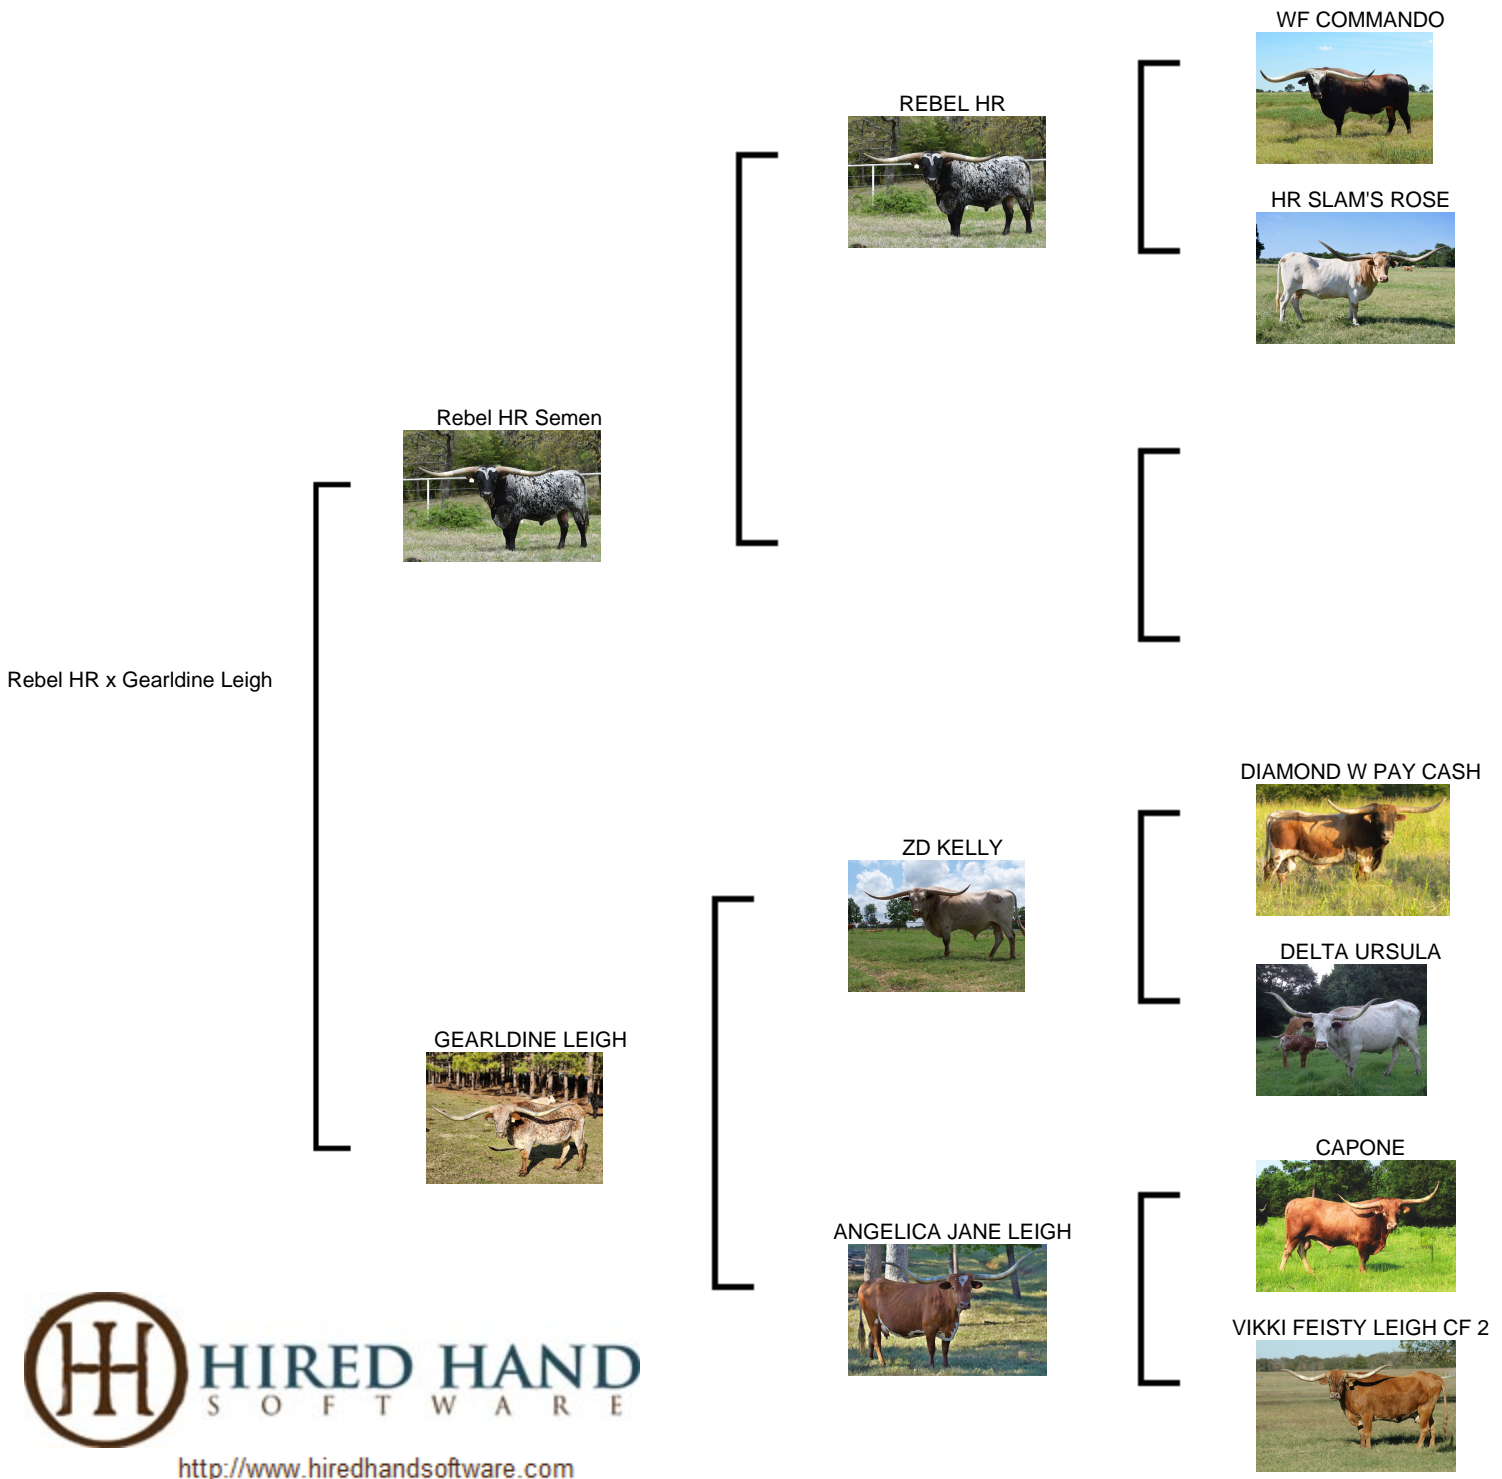 WF COMMANDO
REBEL HR
HR SLAM'S ROSE
Rebel HR Semen
Rebel HR x Gearldine Leigh
DIAMOND W PAY CASH
ZD KELLY
DELTA URSULA
GEARLDINE LEIGH
CAPONE
ANGELICA JANE LEIGH
VIKKI FEISTY LEIGH CF 2
HIRED HAND
SOFTWARE
http://www.hiredhandsoftware.com